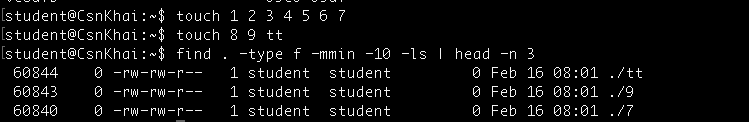 [student@CsnKhai:~$ touch 1 2 3 4 5 6 7
[student@CsnKhai:~$ touch 8 9 tt
[student@CsnKhai:~$ find . -type f -mmin -10 -ls | head -n 3
60844 0 -rw-rw-r-- 1 student student 0 Feb 16 08:01 ./tt
60843 0 -rw-rw-r-- 1 student student 0 Feb 16 08:01 ./9
60840 0 -rw-rw-r-- 1 student student 0 Feb 16 08:01 ./7